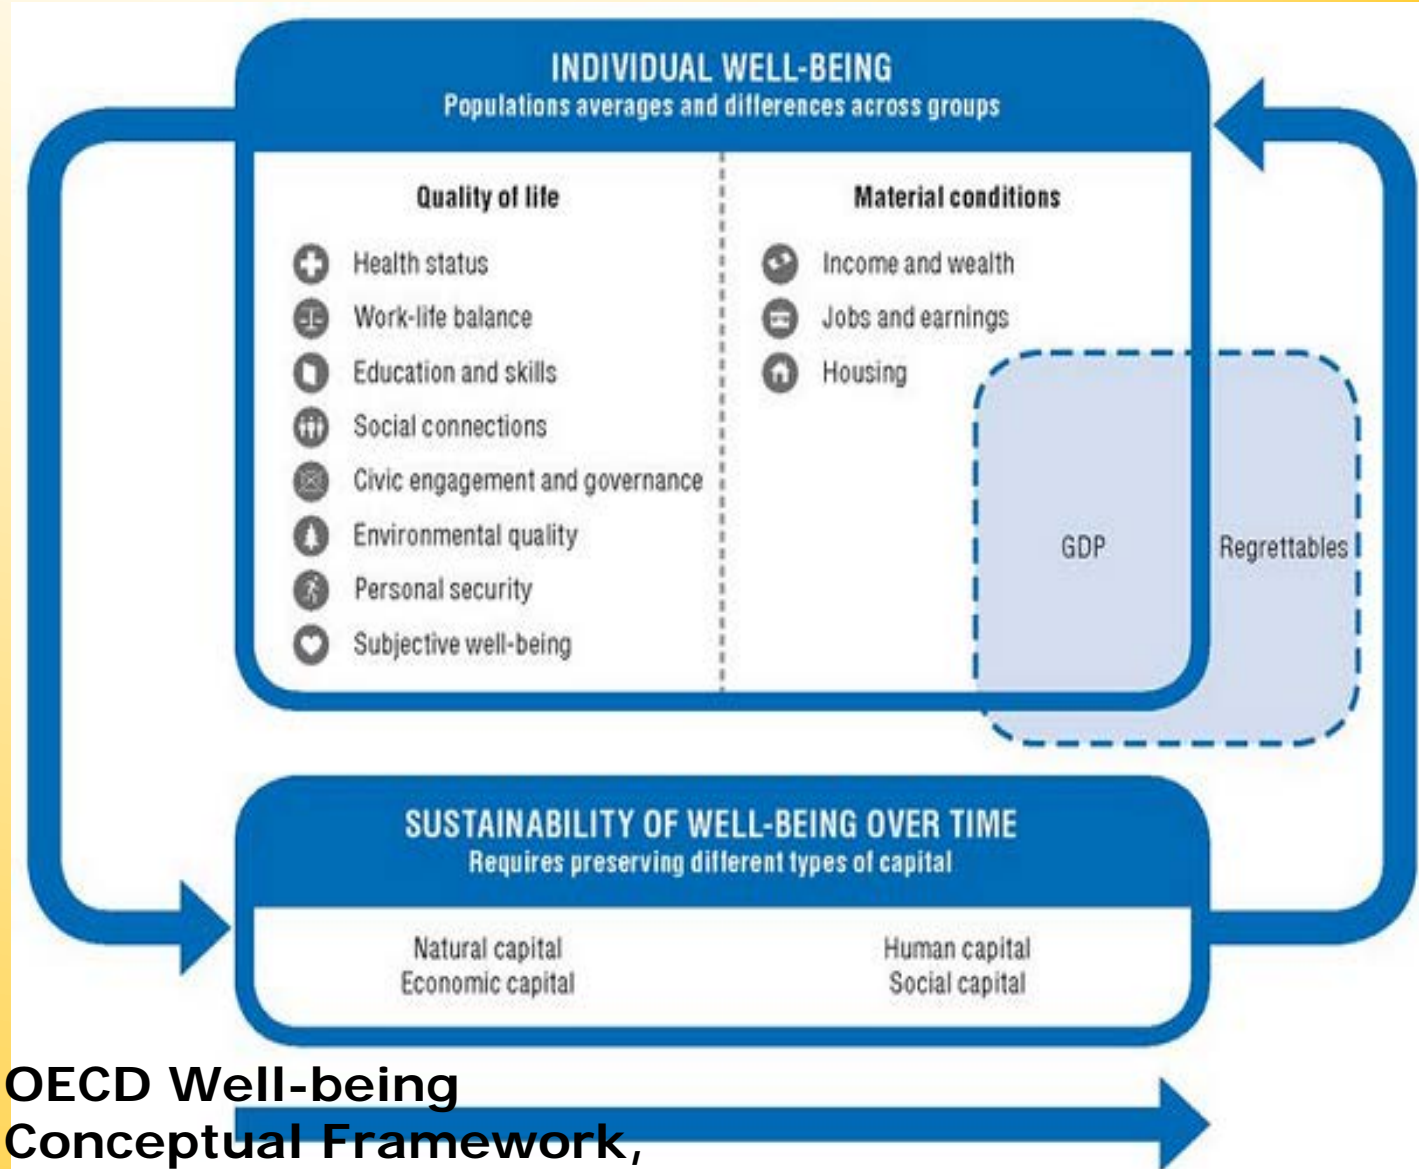 INDIVIDUAL WELL-BEING
Populations averages and differences across groups
Quality of life
Health status
Work-life balance
Education and skills
Social connections
Civic engagement and governance
Environmental quality
Personal security
Subjective well-being
Material conditions
Income and wealth
Jobs and earnings
Housing
GDP
Regrettables
SUSTAINABILITY OF WELL-BEING OVER TIME
Requires preserving different types of capital
Natural capital
Economic capital
Human capital
Social capital
OECD Well-being
Conceptual Framework,